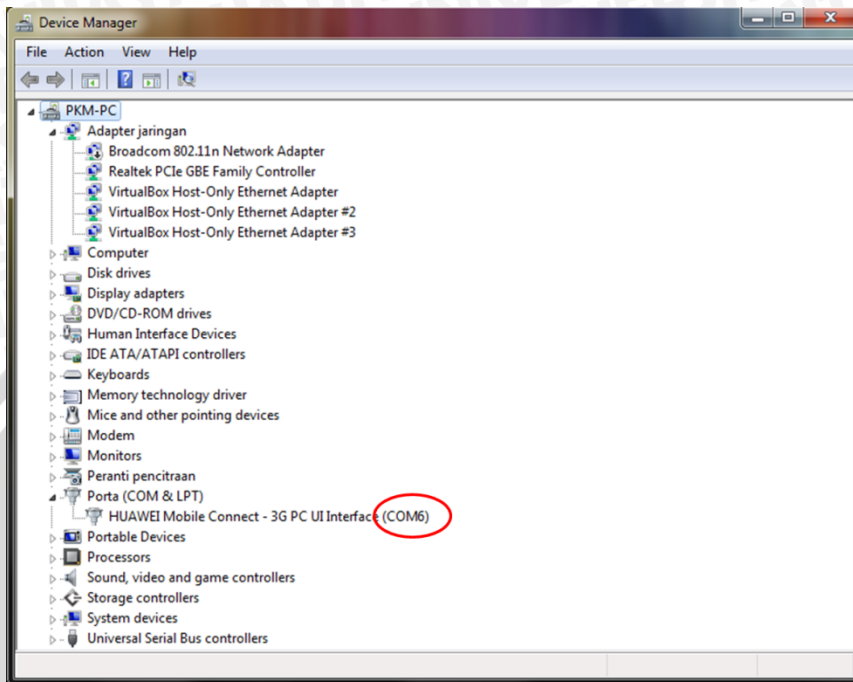 Device Manager
File Action View Help
PKM-PC
Adapter jaringan
Broadcom 802.11n Network Adapter
Realtek PCIe GBE Family Controller
VirtualBox Host-Only Ethernet Adapter
VirtualBox Host-Only Ethernet Adapter #2
VirtualBox Host-Only Ethernet Adapter #3
Computer
Disk drives
Display adapters
DVD/CD-ROM drives
Human Interface Devices
IDE ATA/ATAPI controllers
Keyboards
Memory technology driver
Mice and other pointing devices
Modem
Monitors
Peranti pencitraan
Porta (COM & LPT)
HUAWEI Mobile Connect - 3G PC UI Interface (COM6)
Portable Devices
Processors
Sound, video and game controllers
Storage controllers
System devices
Universal Serial Bus controllers